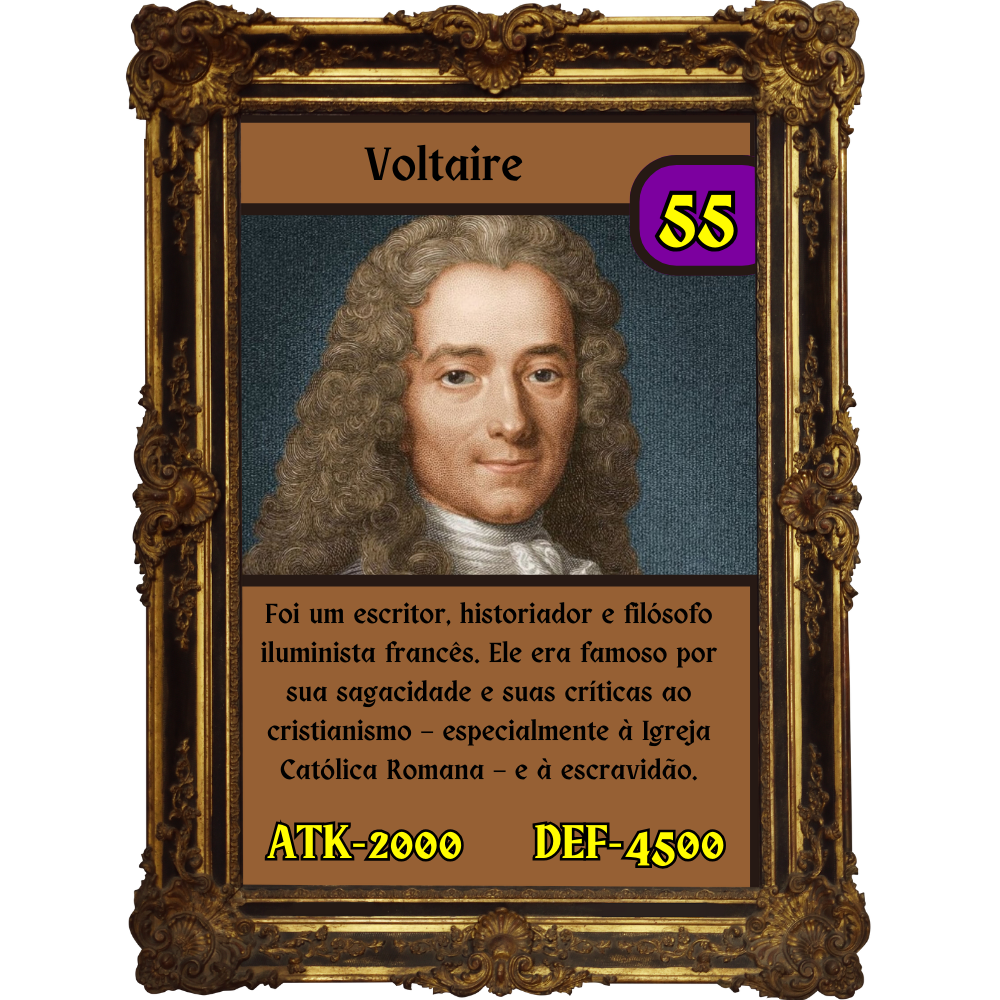 Voltaire
55
Foi um escritor, historiador e filósofo
iluminista francês. Ele era famoso por
sua sagacidade e suas críticas ao
cristianismo – especialmente à Igreja
Católica Romana – e à escravidão.
ATK-2000 DEF-4500